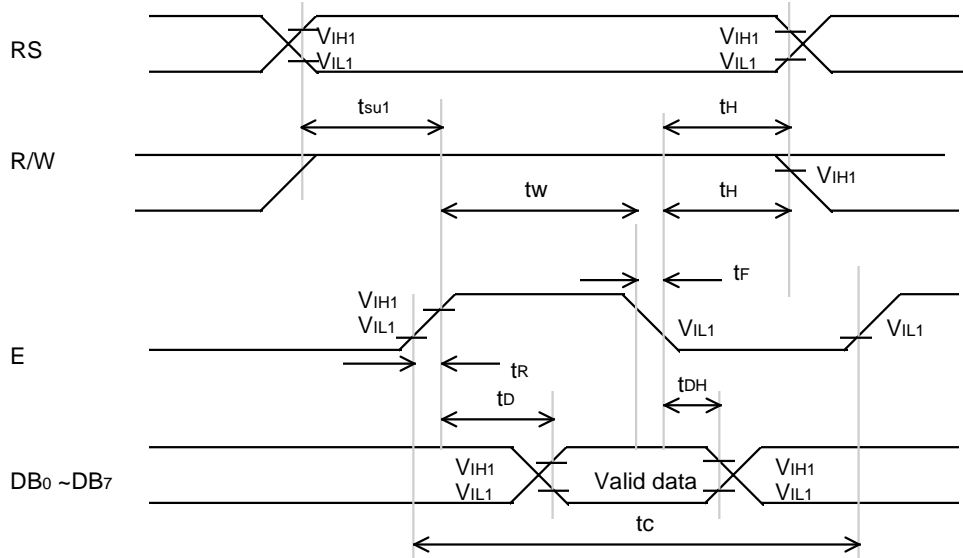 RS
VIH1
VIL1
VIH1
VIL1
tsu1
tH
R/W
VIH1
tw
tH
tF
VIH1
VIL1
VIL1
VIL1
E
tR
tD
tDH
DB0 ~DB7
VIH1
VIL1
Valid data
VIH1
VIL1
tc